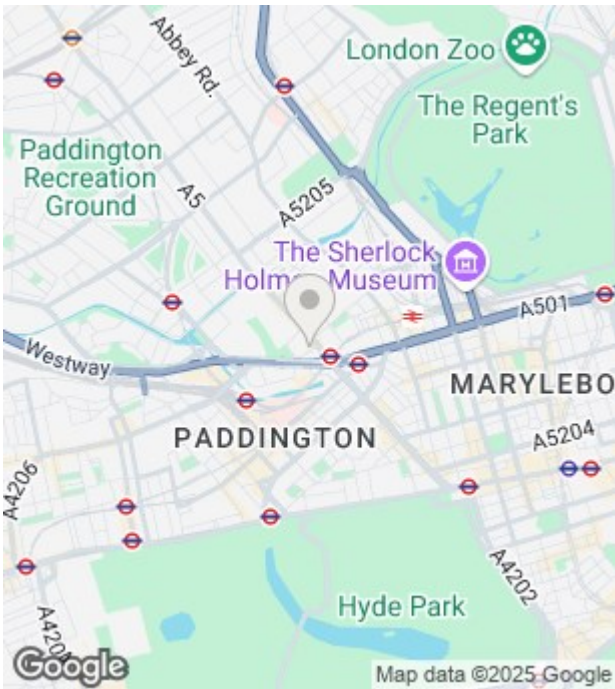 Abbey Rd.
London Zoo
The Regent's
Park
Paddington
Recreation
Ground
A5
A5205
The Sherlock
Holmes Museum
A501
Westway
MARYLEBO
PADDINGTON
A5204
A4206
A4202
Hyde Park
Google
Map data ©2025 Google